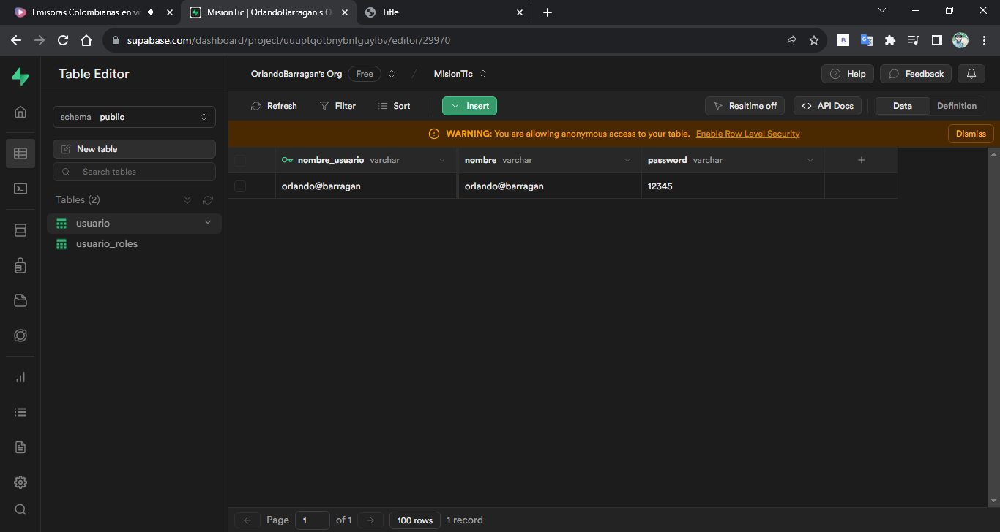 Emisoras Colombianas en vi
MisionTic | OrlandoBarragan's O
Title
supabase.com/dashboard/project/uuuptqotbnybnfguylbv/editor/29970
B
Table Editor
OrlandoBarragan's Org Free / MisionTic
Help
Feedback
schema public
Refresh
Filter
Sort
Insert
Realtime off
API Docs
Data
Definition
WARNING: You are allowing anonymous access to your table. Enable Row Level Security
Dismiss
New table
Search tables
Tables (2)
usuario
usuario_roles
nombre_usuario varchar
nombre varchar
password varchar
+
orlando@barragan
orlando@barragan
12345
Page 1 of 1
100 rows
1 record